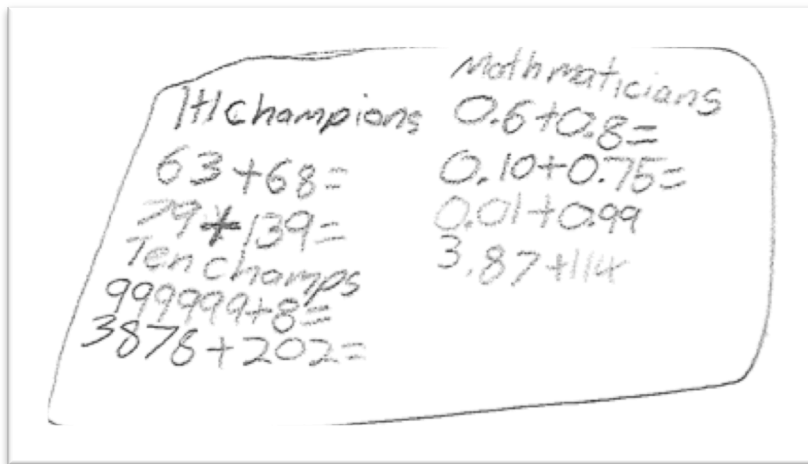 1+1 champions
63+68=
79+139=
Ten champs
999999+8=
3878+202=
Mathmaticians
0.6+0.8=
0.10+0.75=
0.01+0.99
3.87+114